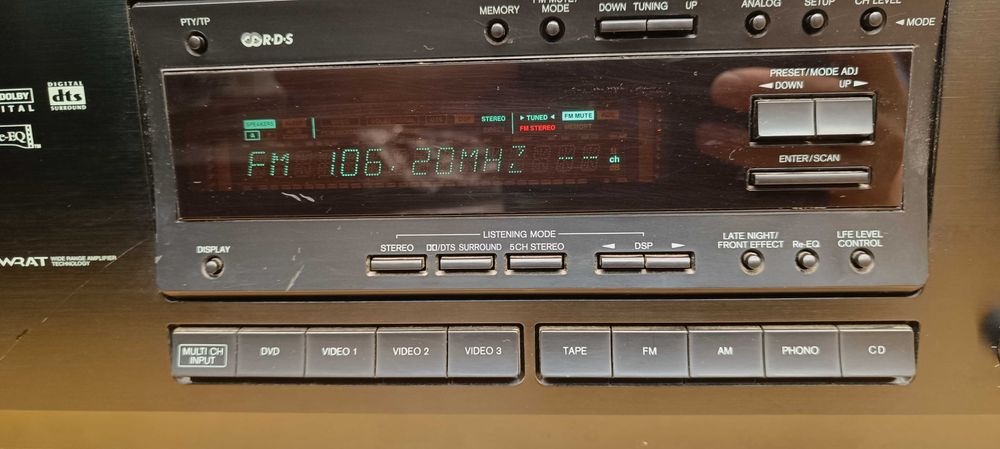 PTY/TP
R·D·S
MEMORY
FM MUTE/
MODE
DOWN TUNING UP
ANALOG
SETUP
CH LEVEL
◄ MODE
DOLBY
DIGITAL
DIGITAL
dts
SURROUND
Re-EQ
TM
SPEAKERS
A
STEREO
► TUNED ◄
FM MUTE
FM STEREO
MEMORY
FM 106.20MHZ -- ch
PRESET/MODE ADJ
◄ DOWN UP ►
ENTER/SCAN
LISTENING MODE
STEREO
DD/DTS SURROUND
5CH STEREO
◄ DSP ►
DISPLAY
WRAT WIDE RANGE AMPLIFIER
TECHNOLOGY
LATE NIGHT/
FRONT EFFECT
Re-EQ
LFE LEVEL
CONTROL
MULTI CH
INPUT
DVD
VIDEO 1
VIDEO 2
VIDEO 3
TAPE
FM
AM
PHONO
CD